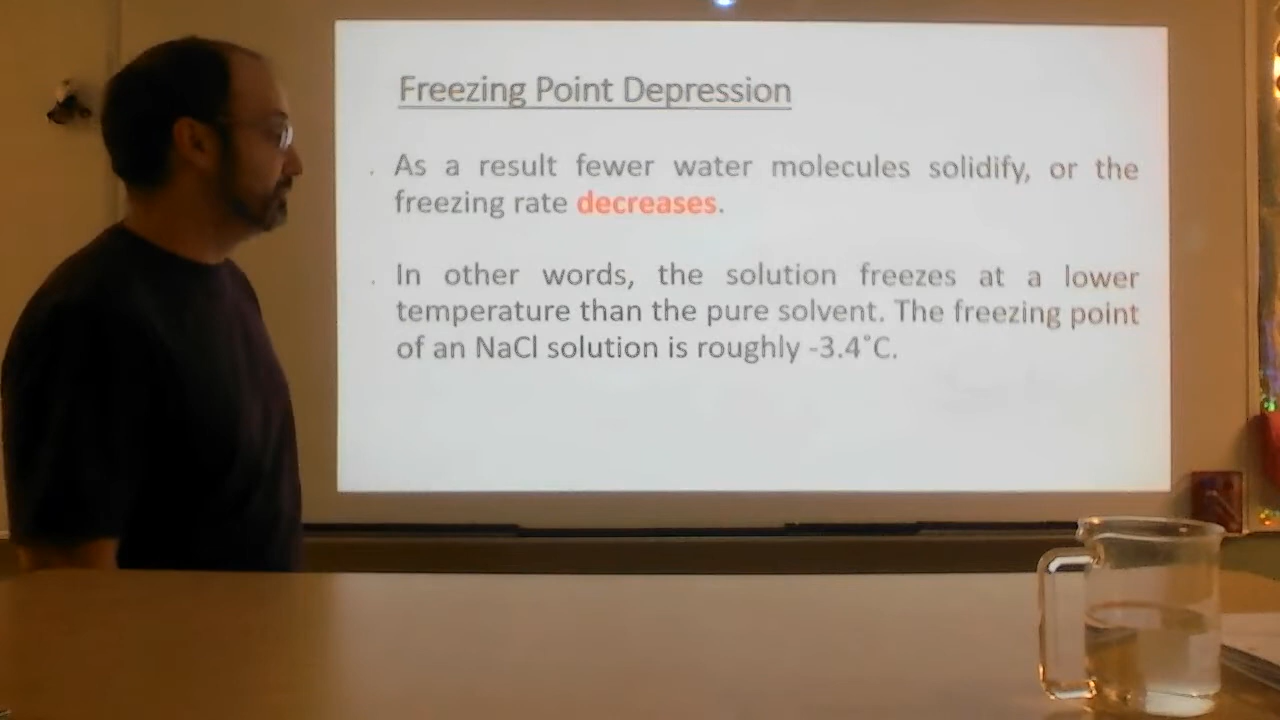 Freezing Point Depression
. As a result fewer water molecules solidify, or the
freezing rate decreases.
. In other words, the solution freezes at a lower
temperature than the pure solvent. The freezing point
of an NaCl solution is roughly -3.4˚C.